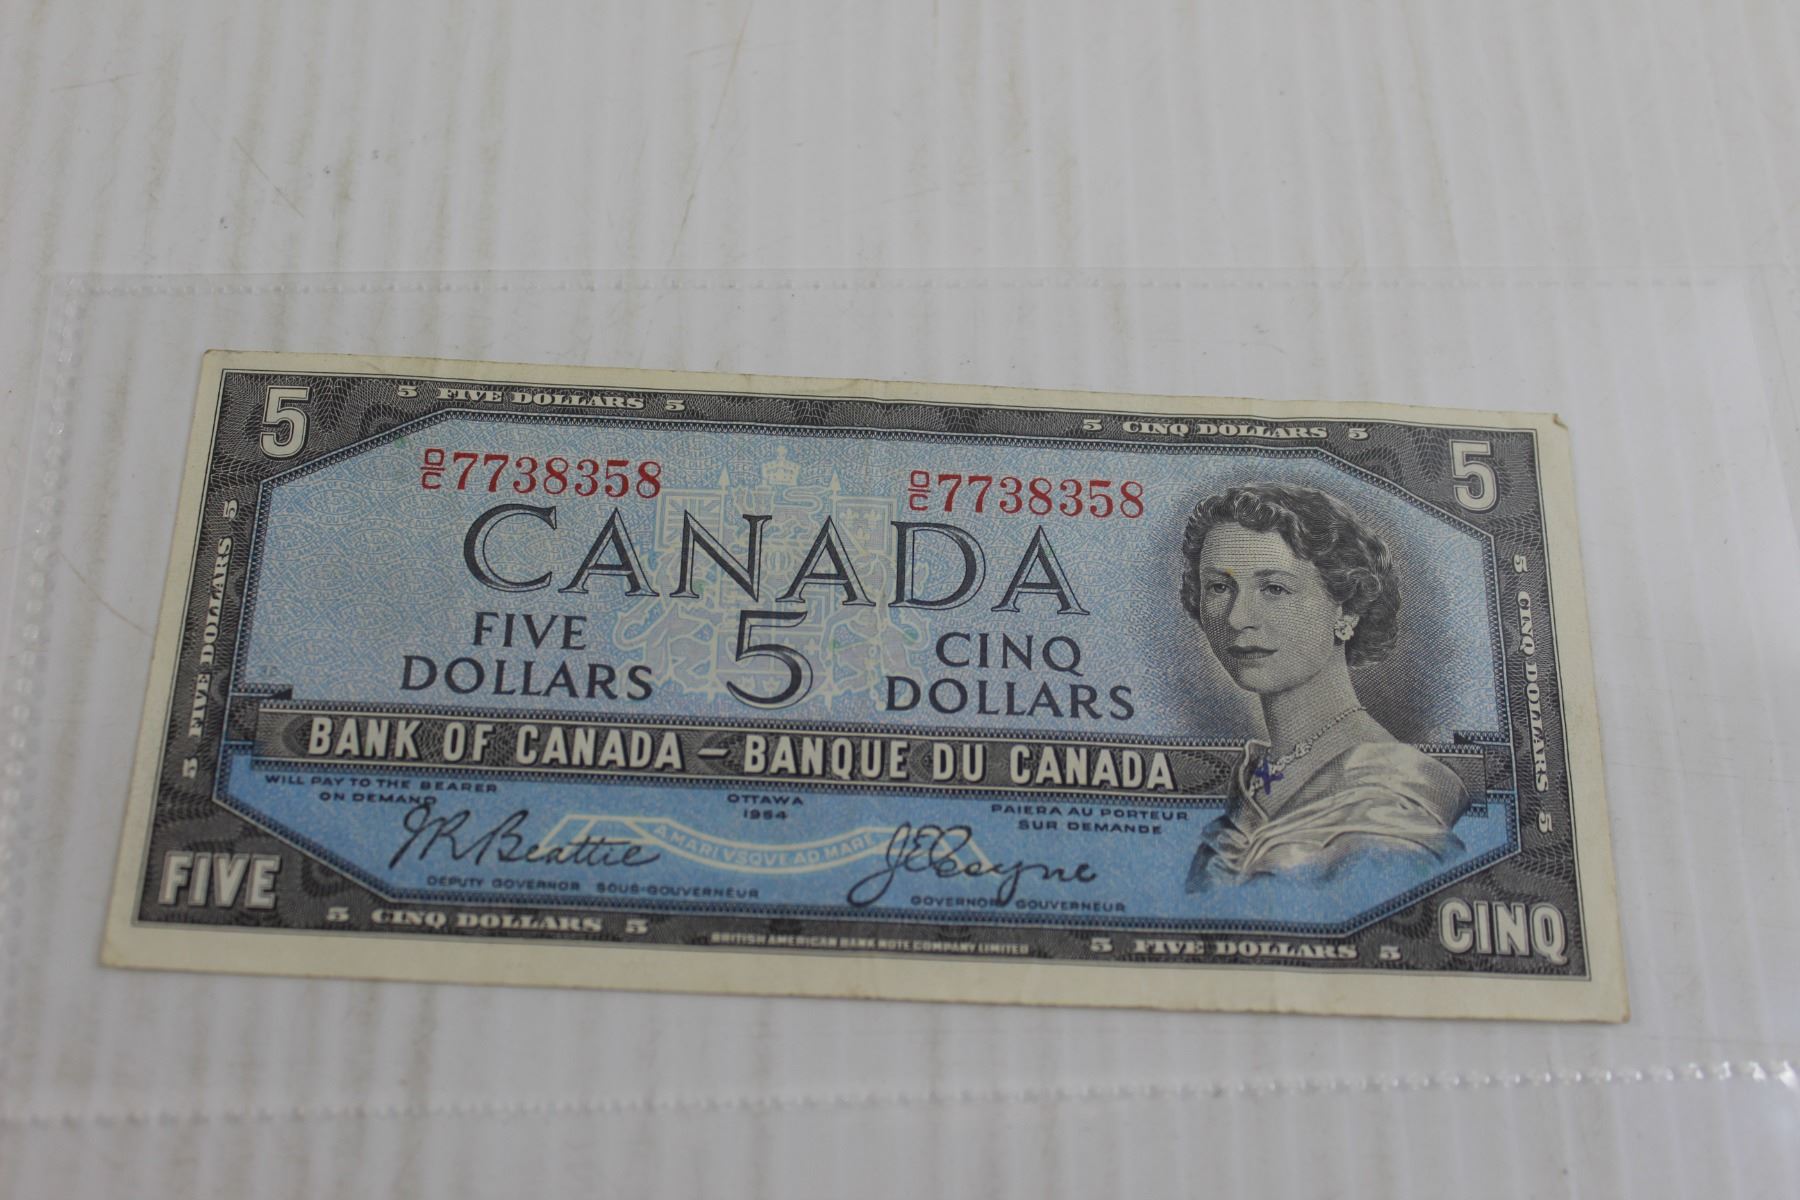 5 5 FIVE DOLLARS 5 5 CINQ DOLLARS 5 5
O/C 7738358 O/C 7738358
CANADA
FIVE 5 CINQ
DOLLARS DOLLARS
5 FIVE DOLLARS 5
5 CINQ DOLLARS 5
BANK OF CANADA – BANQUE DU CANADA
WILL PAY TO THE BEARER OTTAWA PAIERA AU PORTEUR
ON DEMAND 1954 SUR DEMANDE
A MARI VSQVE AD MARE
J R Beattie J E Coyne
DEPUTY GOVERNOR SOUS-GOUVERNEUR GOVERNOR GOUVERNEUR
FIVE 5 CINQ DOLLARS 5 BRITISH AMERICAN BANK NOTE COMPANY LIMITED 5 FIVE DOLLARS 5 CINQ